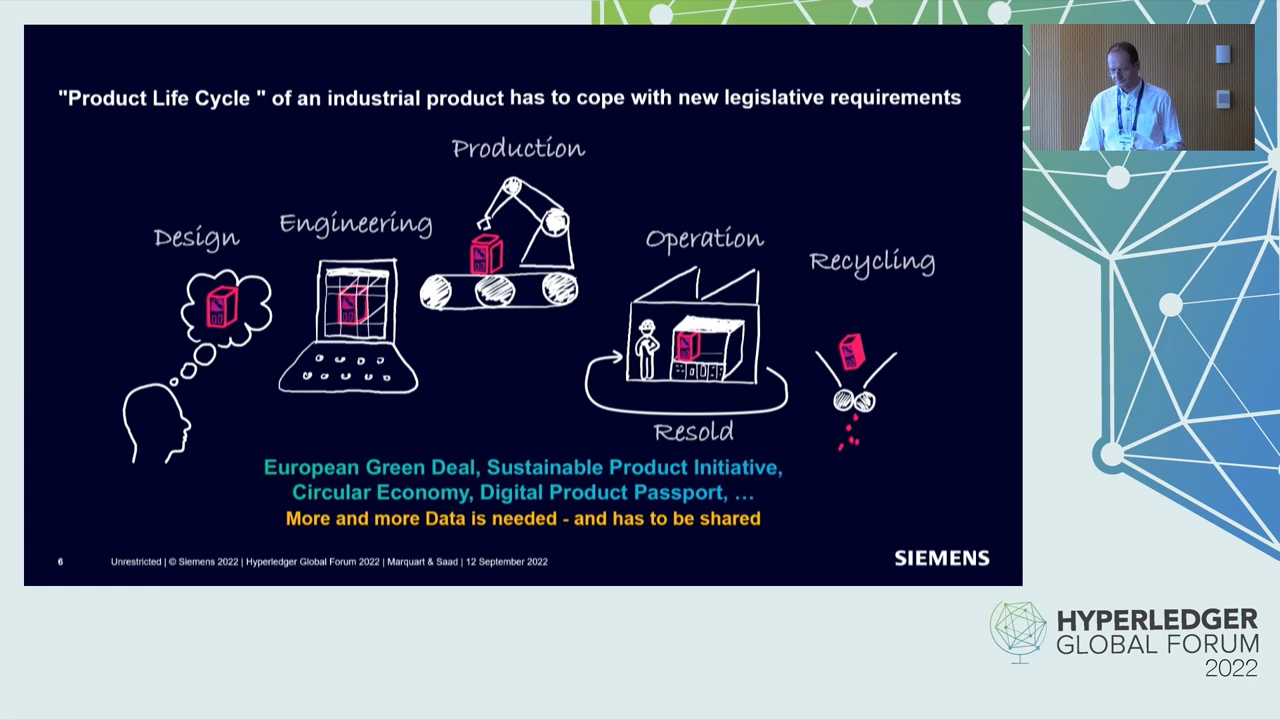 "Product Life Cycle " of an industrial product has to cope with new legislative requirements
Production
Engineering
Design
Operation
Recycling
Resold
European Green Deal, Sustainable Product Initiative,
Circular Economy, Digital Product Passport, …
More and more Data is needed - and has to be shared
6
Unrestricted | © Siemens 2022 | Hyperledger Global Forum 2022 | Marquart & Saad | 12 September 2022
SIEMENS
HYPERLEDGER
GLOBAL FORUM
2022